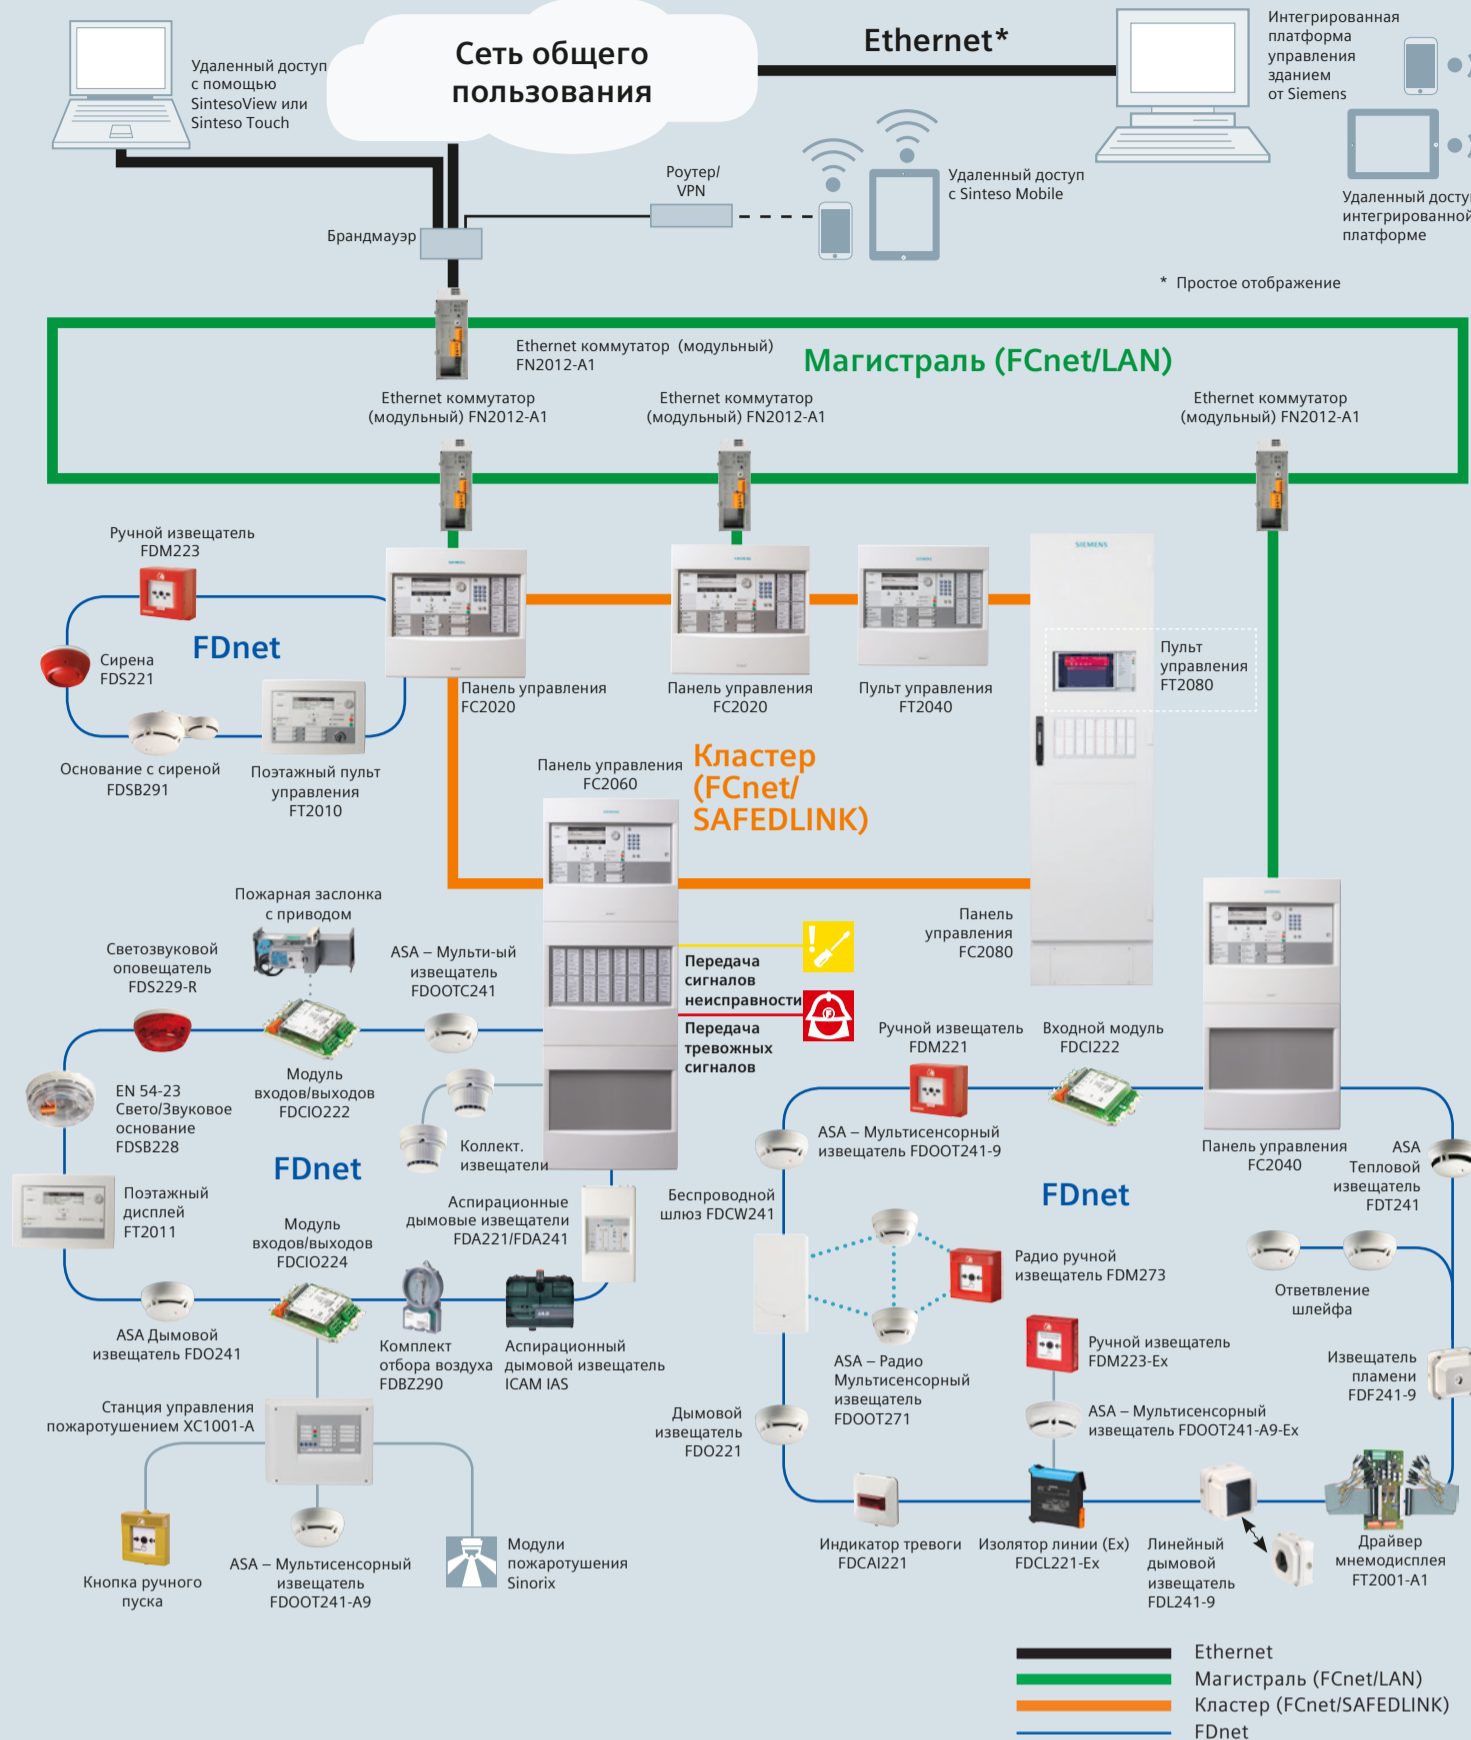 Удаленный доступ
с помощью
SintesoView или
Sinteso Touch
Сеть общего
пользования
Ethernet*
Интегрированная
платформа
управления
зданием
от Siemens
Роутер/
VPN
Удаленный доступ
с Sinteso Mobile
интегрированной
платформе
Брандмауэр
* Простое отображение
Ethernet коммутатор (модульный)
FN2012-A1
Магистраль (FCnet/LAN)
Ethernet коммутатор
(модульный) FN2012-A1
Ethernet коммутатор
(модульный) FN2012-A1
Ethernet коммутатор
(модульный) FN2012-A1
Ручной извещатель
FDM223
FDnet
Сирена
FDS221
Основание с сиреной
FDSB291
Поэтажный пульт
управления
FT2010
Панель управления
FC2020
Панель управления
FC2020
Пульт управления
FT2040
SIEMENS
Пульт
управления
FT2080
Панель управления
FC2060
Кластер
(FCnet/
SAFEDLINK)
Панель
управления
FC2080
Пожарная заслонка
с приводом
Светозвуковой
оповещатель
FDS229-R
ASA – Мульти-ый
извещатель
FDOOTC241
Передача
сигналов
неисправности
Передача
тревожных
сигналов
Модуль
входов/выходов
FDCIO222
EN 54-23
Свето/Звуковое
основание
FDSB228
Коллект.
извещатели
FDnet
Поэтажный
дисплей
FT2011
Модуль
входов/выходов
FDCIO224
Аспирационные
дымовые извещатели
FDA221/FDA241
ASA Дымовой
извещатель FDO241
Комплект
отбора воздуха
FDBZ290
Аспирационный
дымовой извещатель
ICAM IAS
Станция управления
пожаротушением XC1001-A
Кнопка ручного
пуска
ASA – Мультисенсорный
извещатель
FDOOT241-A9
Модули
пожаротушения
Sinorix
Ручной извещатель
FDM221
Входной модуль
FDCI222
ASA – Мультисенсорный
извещатель FDOOT241-9
Панель управления
FC2040
ASA
Тепловой
извещатель
FDT241
Беспроводной
шлюз FDCW241
FDnet
Радио ручной
извещатель FDM273
Ответвление
шлейфа
ASA – Радио
Мультисенсорный
извещатель
FDOOT271
Ручной извещатель
FDM223-Ex
Извещатель
пламени
FDF241-9
Дымовой
извещатель
FDO221
ASA – Мультисенсорный
извещатель FDOOT241-A9-Ex
Индикатор тревоги
FDCAI221
Изолятор линии (Ex)
FDCL221-Ex
Линейный
дымовой
извещатель
FDL241-9
Драйвер
мнемодисплея
FT2001-A1
Ethernet
Магистраль (FCnet/LAN)
Кластер (FCnet/SAFEDLINK)
FDnet